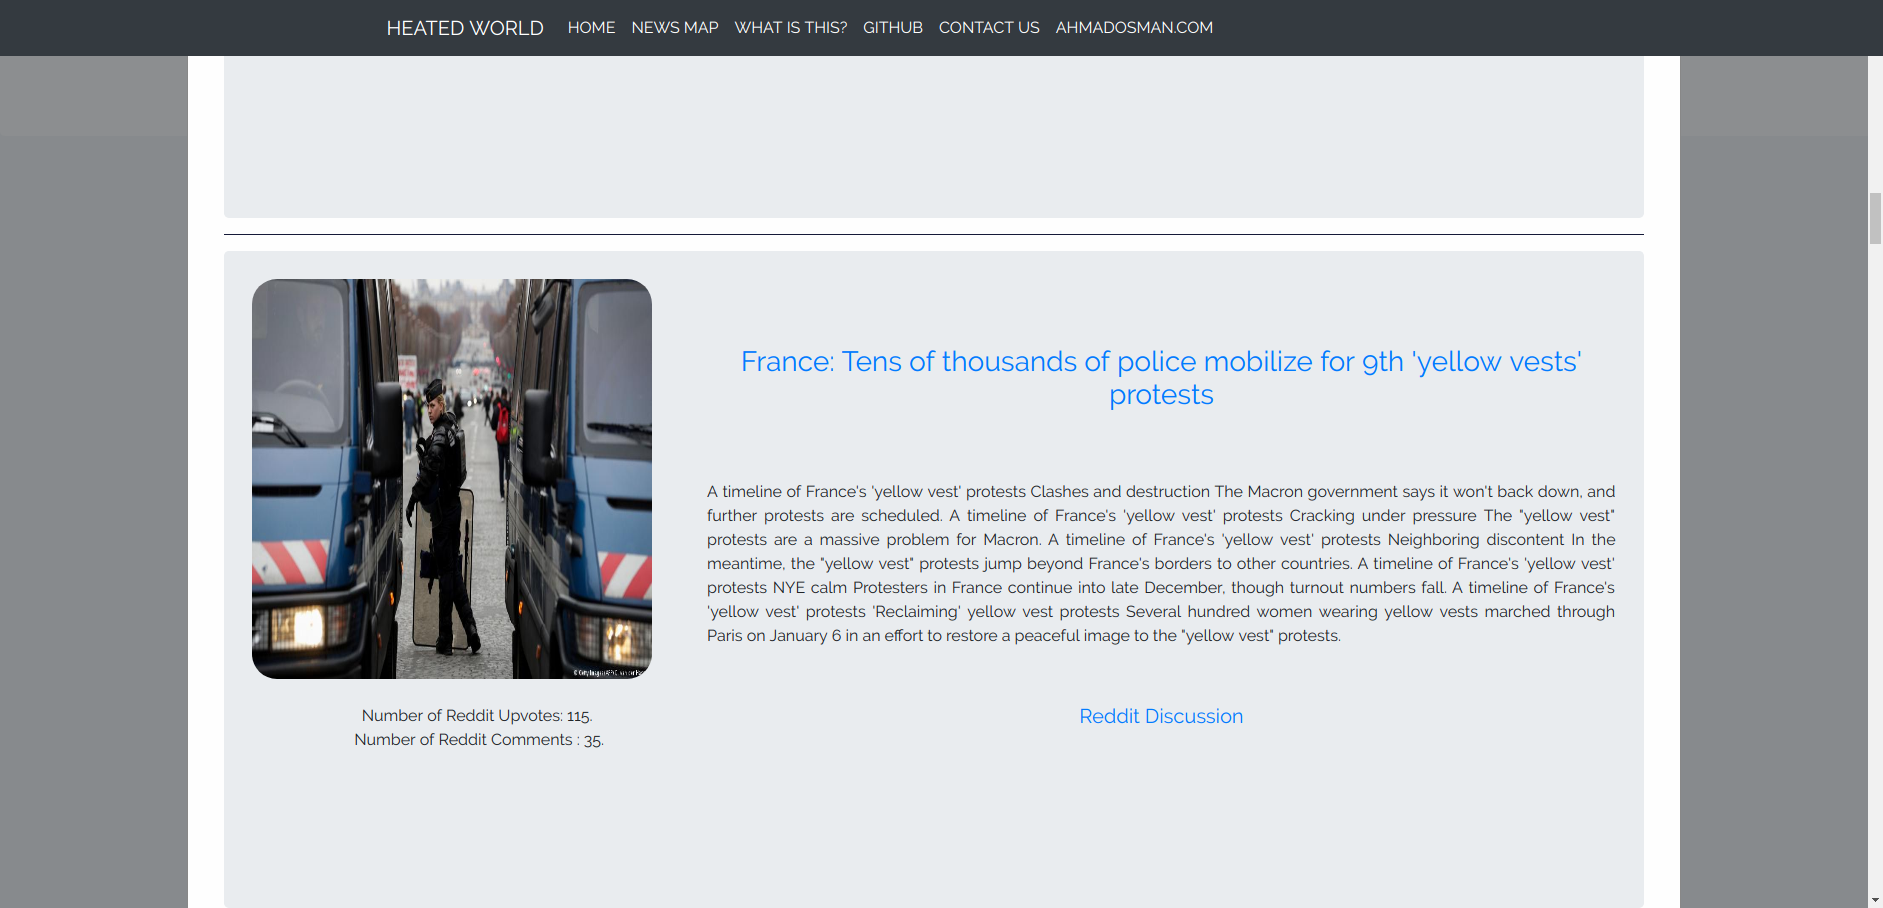 HEATED WORLD HOME NEWS MAP WHAT IS THIS? GITHUB CONTACT US AHMADOSMAN.COM
France: Tens of thousands of police mobilize for 9th 'yellow vests'
protests
A timeline of France's 'yellow vest' protests Clashes and destruction The Macron government says it won't back down, and
further protests are scheduled. A timeline of France's 'yellow vest' protests Cracking under pressure The "yellow vest"
protests are a massive problem for Macron. A timeline of France's 'yellow vest' protests Neighboring discontent In the
meantime, the "yellow vest" protests jump beyond France's borders to other countries. A timeline of France's 'yellow vest'
protests NYE calm Protesters in France continue into late December, though turnout numbers fall. A timeline of France's
'yellow vest' protests 'Reclaiming' yellow vest protests Several hundred women wearing yellow vests marched through
Paris on January 6 in an effort to restore a peaceful image to the "yellow vest" protests.
Number of Reddit Upvotes: 115.
Number of Reddit Comments : 35.
Reddit Discussion